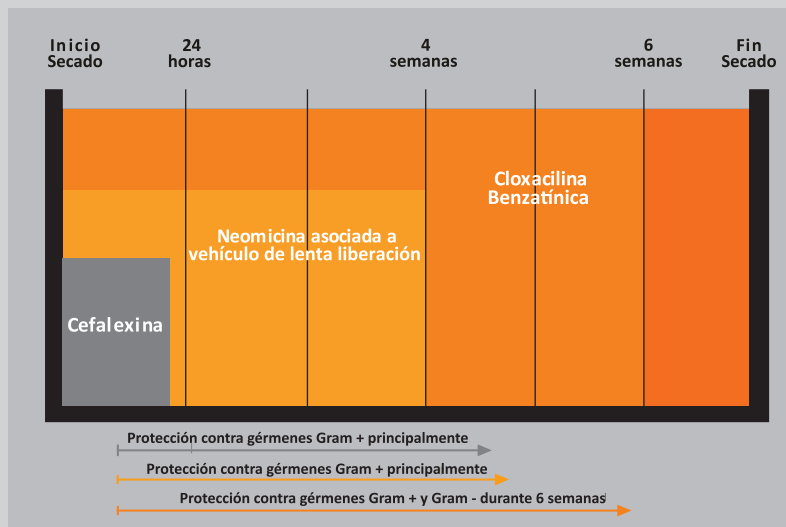 Inicio
Secado
24
horas
4
semanas
6
semanas
Fin
Secado
Cloxacilina
Benzatínica
Neomicina asociada a
vehículo de lenta liberación
Cefalexina
Protección contra gérmenes Gram + principalmente
Protección contra gérmenes Gram + principalmente
Protección contra gérmenes Gram + y Gram - durante 6 semanas